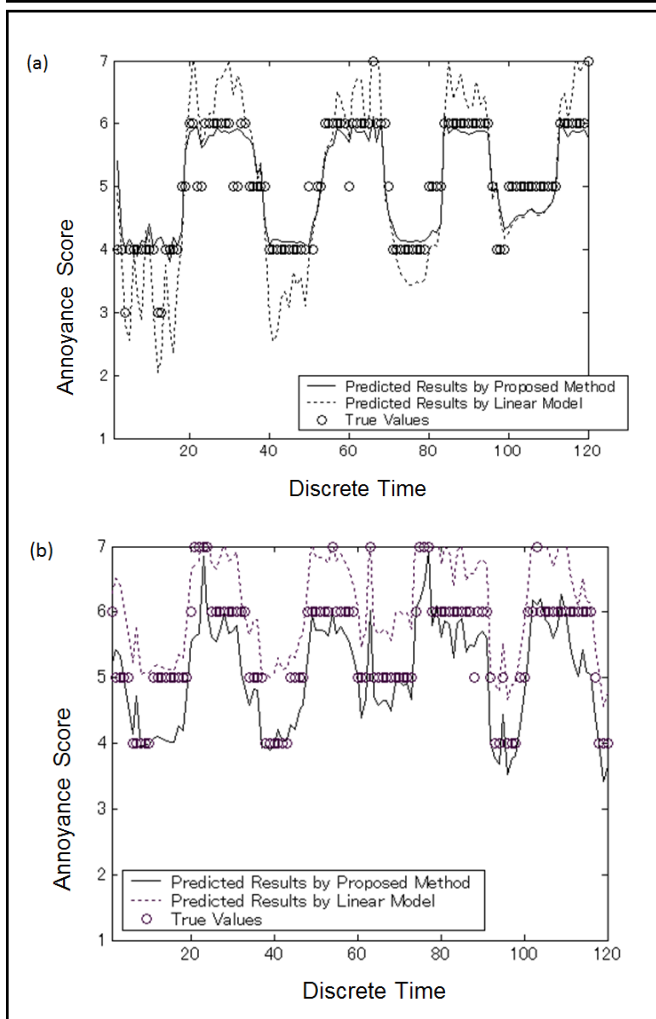 (a)
7
6
5
4
3
2
1
Annoyance Score
Predicted Results by Proposed Method
Predicted Results by Linear Model
True Values
20 40 60 80 100 120
Discrete Time
(b)
7
6
5
4
3
2
1
Annoyance Score
Predicted Results by Proposed Method
Predicted Results by Linear Model
True Values
20 40 60 80 100 120
Discrete Time